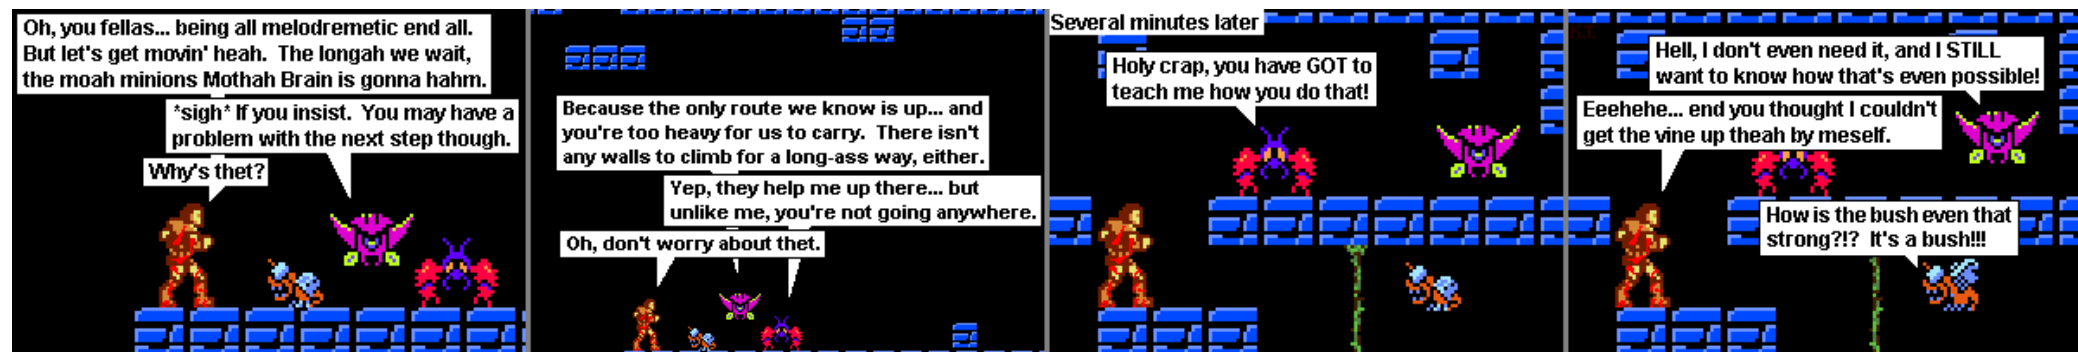 Oh, you fellas... being all melodremetic end all.
But let's get movin' heah.  The longah we wait,
the moah minions Mothah Brain is gonna hahm.
*sigh* If you insist.  You may have a
problem with the next step though.
Why's thet?
Because the only route we know is up... and
you're too heavy for us to carry.  There isn't
any walls to climb for a long-ass way, either.
Yep, they help me up there... but
unlike me, you're not going anywhere.
Oh, don't worry about thet.
Several minutes later
Holy crap, you have GOT to
teach me how you do that!
Hell, I don't even need it, and I STILL
want to know how that's even possible!
Eeehehe... end you thought I couldn't
get the vine up theah by meself.
How is the bush even that
strong?!?  It's a bush!!!